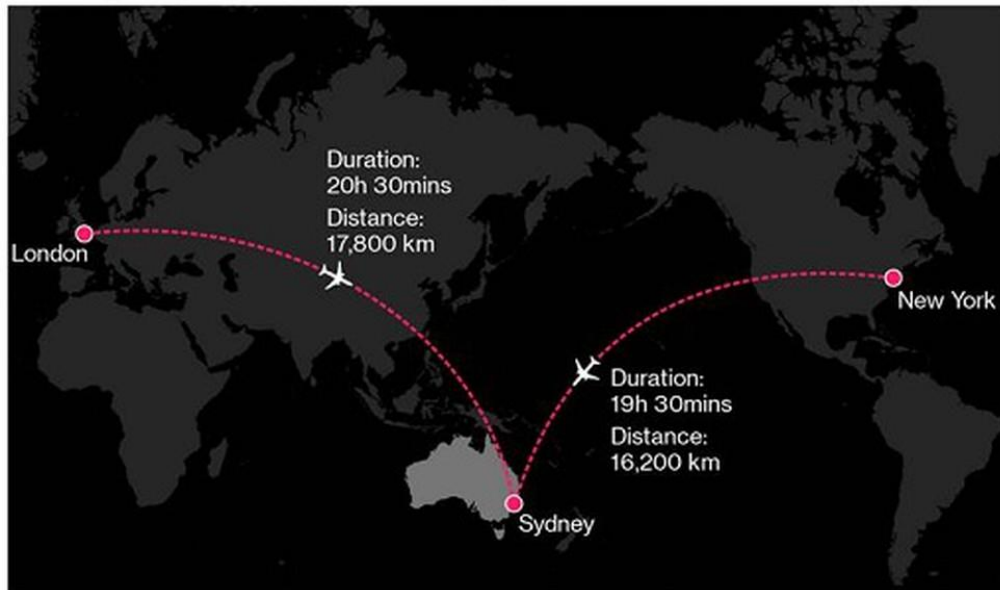 Duration:
20h 30mins
Distance:
17,800 km
London
New York
Duration:
19h 30mins
Distance:
16,200 km
Sydney